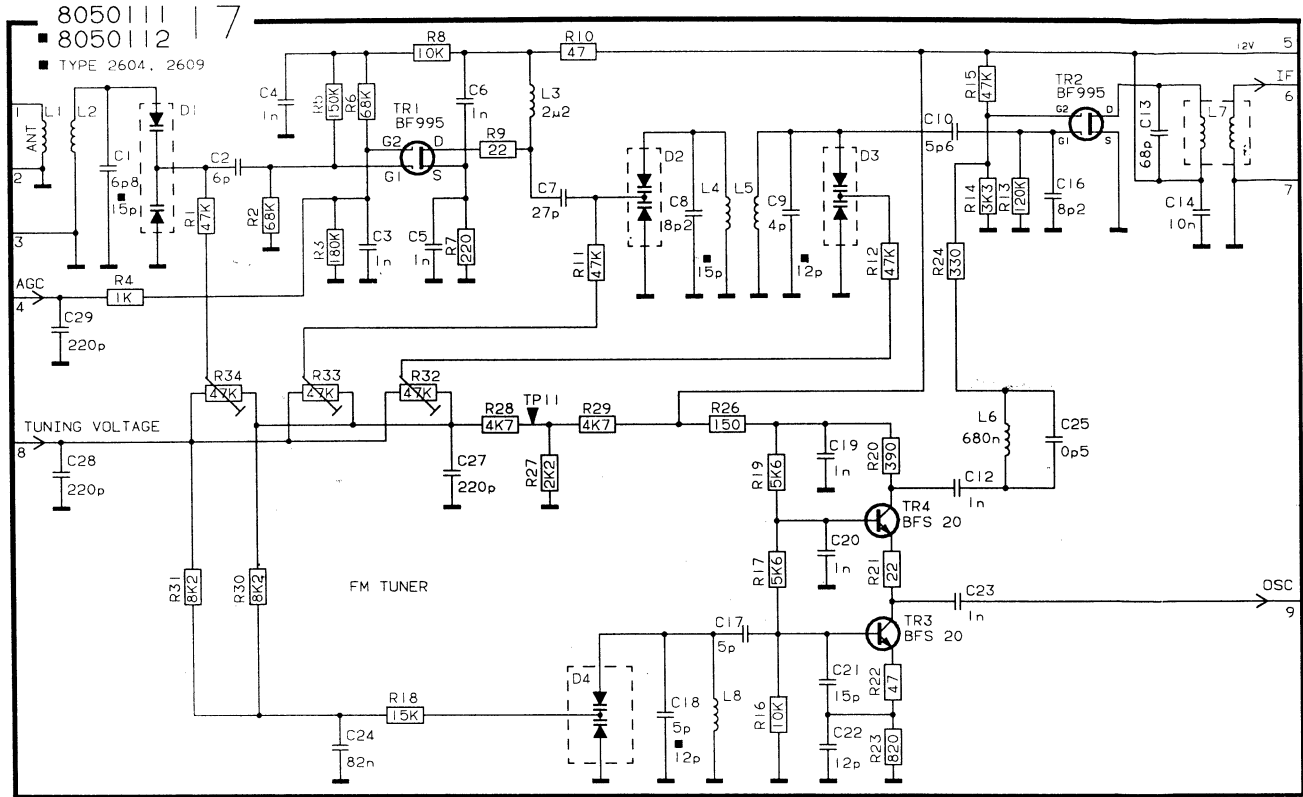 8050111 17
■ 8050112
■ TYPE 2604, 2609
R8
10K
R10
47
12V 5
IF
6
7
1
L1
L2
ANT
2
3
D1
C1
6p8
■
15p
C4
1n
R5
150K
R6
68K
C6
1n
L3
2µ2
TR1
BF995
G2 D
G1 S
R9
22
C2
6p
R1
47K
R2
68K
R3
180K
C3
1n
C5
1n
R7
220
C7
27p
R11
47K
D2
C8
8p2
■
15p
L4
L5
C9
4p
■
12p
D3
R12
47K
C10
5p6
R15
47K
TR2
BF995
G2 D
G1 S
C13
68p
L7
R14
3K3
R13
120K
C16
8p2
C14
10n
R24
330
AGC
4
R4
1K
C29
220p
R34
47K
R33
47K
R32
47K
TUNING VOLTAGE
8
C28
220p
R28
4K7
TP11
R29
4K7
R26
150
C27
220p
R27
2K2
R19
5K6
C19
1n
R20
390
L6
680n
C25
0p5
C12
1n
TR4
BFS 20
C20
1n
R17
5K6
R21
22
C23
1n
OSC
9
R31
8K2
R30
8K2
FM TUNER
TR3
BFS 20
C17
5p
D4
C18
5p
■
12p
L8
R16
10K
C21
15p
R22
47
C22
12p
R23
820
R18
15K
C24
82n